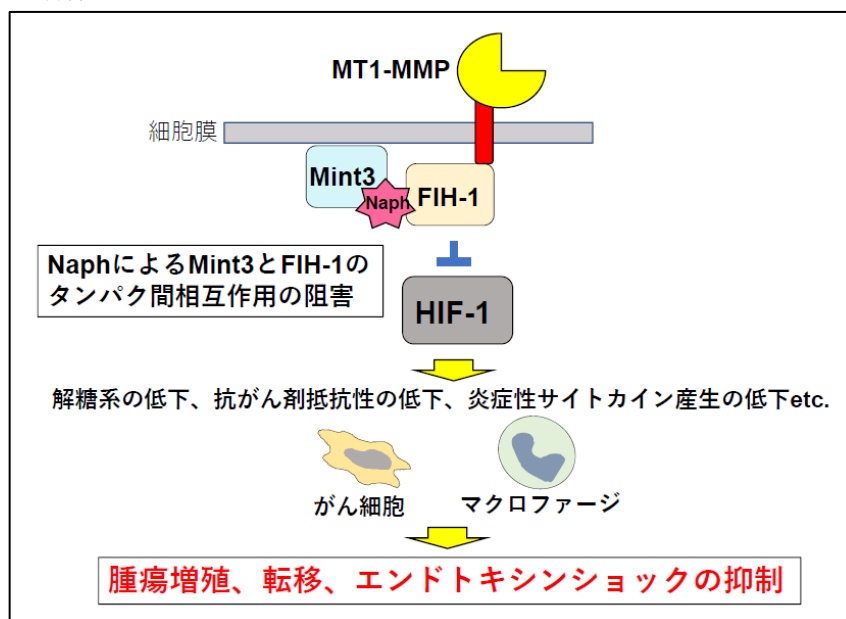 MT1-MMP
細胞膜
Mint3
Naph
FIH-1
NaphによるMint3とFIH-1の
タンパク間相互作用の阻害
HIF-1
解糖系の低下、抗がん剤抵抗性の低下、炎症性サイトカイン産生の低下etc.
がん細胞
マクロファージ
腫瘍増殖、転移、エンドトキシンショックの抑制